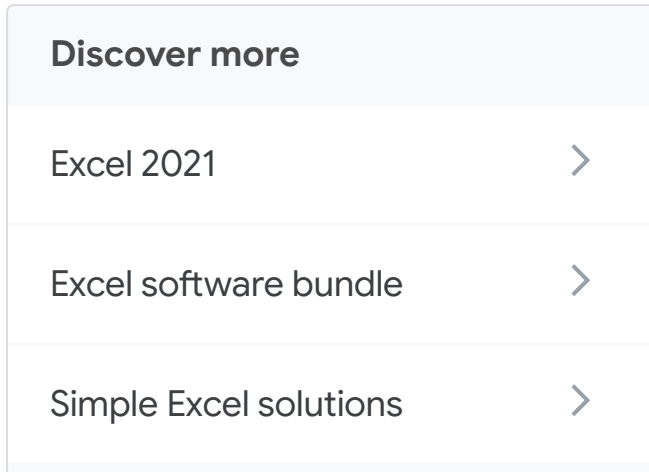 Discover more
Excel 2021
Excel software bundle
Simple Excel solutions